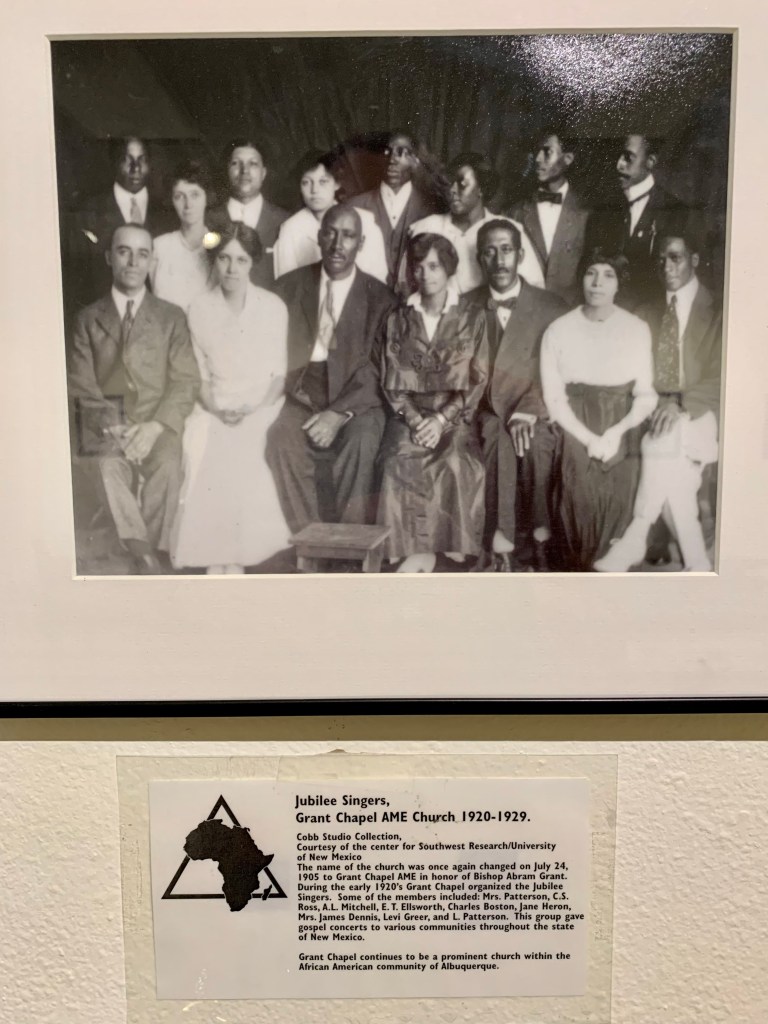 Jubilee Singers,
Grant Chapel AME Church 1920-1929.
Cobb Studio Collection,
Courtesy of the center for Southwest Research/University
of New Mexico
The name of the church was once again changed on July 24,
1905 to Grant Chapel AME in honor of Bishop Abram Grant.
During the early 1920's Grant Chapel organized the Jubilee
Singers. Some of the members included: Mrs. Patterson, C.S.
Ross, A.L. Mitchell, E. T. Ellsworth, Charles Boston, Jane Heron,
Mrs. James Dennis, Levi Greer, and L. Patterson. This group gave
gospel concerts to various communities throughout the state
of New Mexico.
Grant Chapel continues to be a prominent church within the
African American community of Albuquerque.